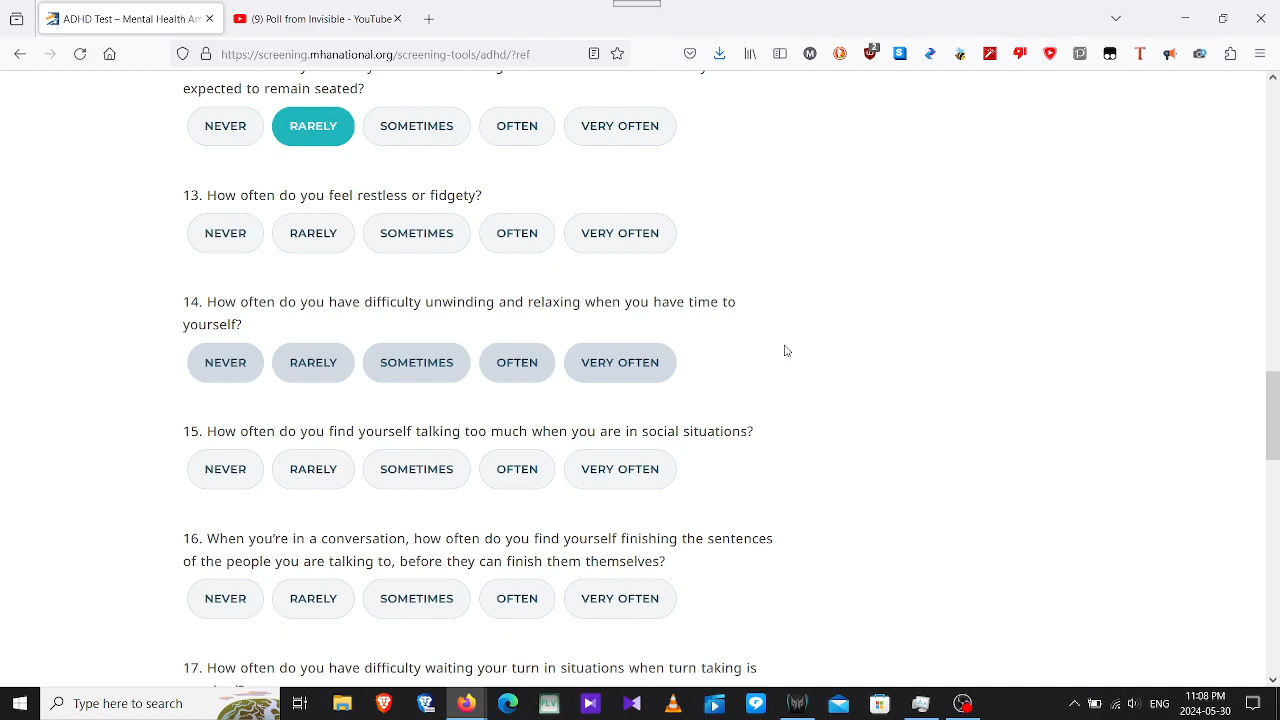 ADHD Test – Mental Health Am
(9) Poll from Invisible - YouTube
https://screening.mhanational.org/screening-tools/adhd/?ref
2
expected to remain seated?
NEVER RARELY SOMETIMES OFTEN VERY OFTEN
13. How often do you feel restless or fidgety?
NEVER RARELY SOMETIMES OFTEN VERY OFTEN
14. How often do you have difficulty unwinding and relaxing when you have time to
yourself?
NEVER RARELY SOMETIMES OFTEN VERY OFTEN
15. How often do you find yourself talking too much when you are in social situations?
NEVER RARELY SOMETIMES OFTEN VERY OFTEN
16. When you're in a conversation, how often do you find yourself finishing the sentences
of the people you are talking to, before they can finish them themselves?
NEVER RARELY SOMETIMES OFTEN VERY OFTEN
17. How often do you have difficulty waiting your turn in situations when turn taking is
Type here to search
FLV
ENG
11:08 PM
2024-05-30